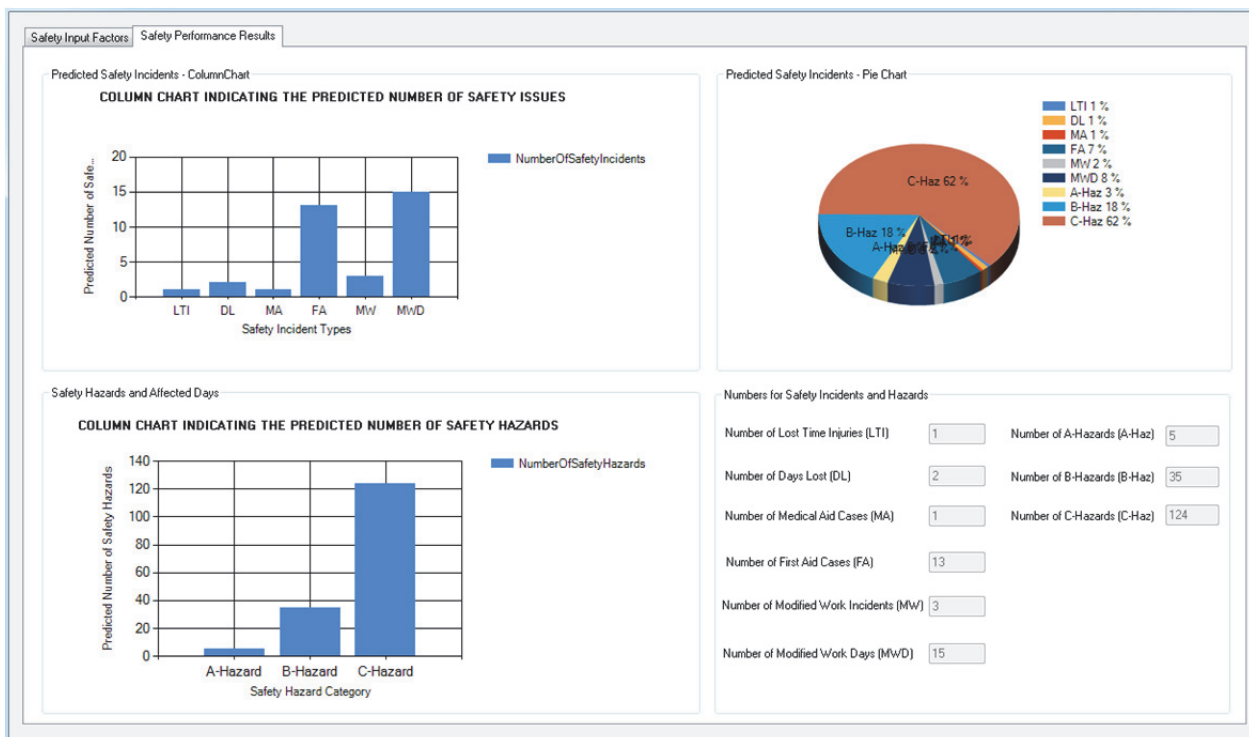 Safety Input Factors
Safety Performance Results
Predicted Safety Incidents - ColumnChart
COLUMN CHART INDICATING THE PREDICTED NUMBER OF SAFETY ISSUES
NumberOfSafetyIncidents
Predicted Number of Safe...
20
15
10
5
0
LTI DL MA FA MW MWD
Safety Incident Types
Predicted Safety Incidents - Pie Chart
LTI 1 %
DL 1 %
MA 1 %
FA 7 %
MW 2 %
MWD 8 %
A-Haz 3 %
B-Haz 18 %
C-Haz 62 %
C-Haz 62 %
B-Haz 18 %
A-Haz
Safety Hazards and Affected Days
COLUMN CHART INDICATING THE PREDICTED NUMBER OF SAFETY HAZARDS
NumberOfSafetyHazards
Predicted Number of Safety Hazards
140
120
100
80
60
40
20
0
A-Hazard B-Hazard C-Hazard
Safety Hazard Category
Numbers for Safety Incidents and Hazards
Number of Lost Time Injuries (LTI) 1 Number of A-Hazards (A-Haz) 5
Number of Days Lost (DL) 2 Number of B-Hazards (B-Haz) 35
Number of Medical Aid Cases (MA) 1 Number of C-Hazards (C-Haz) 124
Number of First Aid Cases (FA) 13
Number of Modified Work Incidents (MW) 3
Number of Modified Work Days (MWD) 15